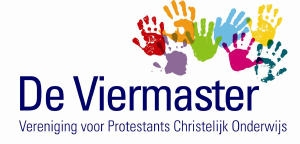 De Viermaster
Vereniging voor Protestants Christelijk Onderwijs